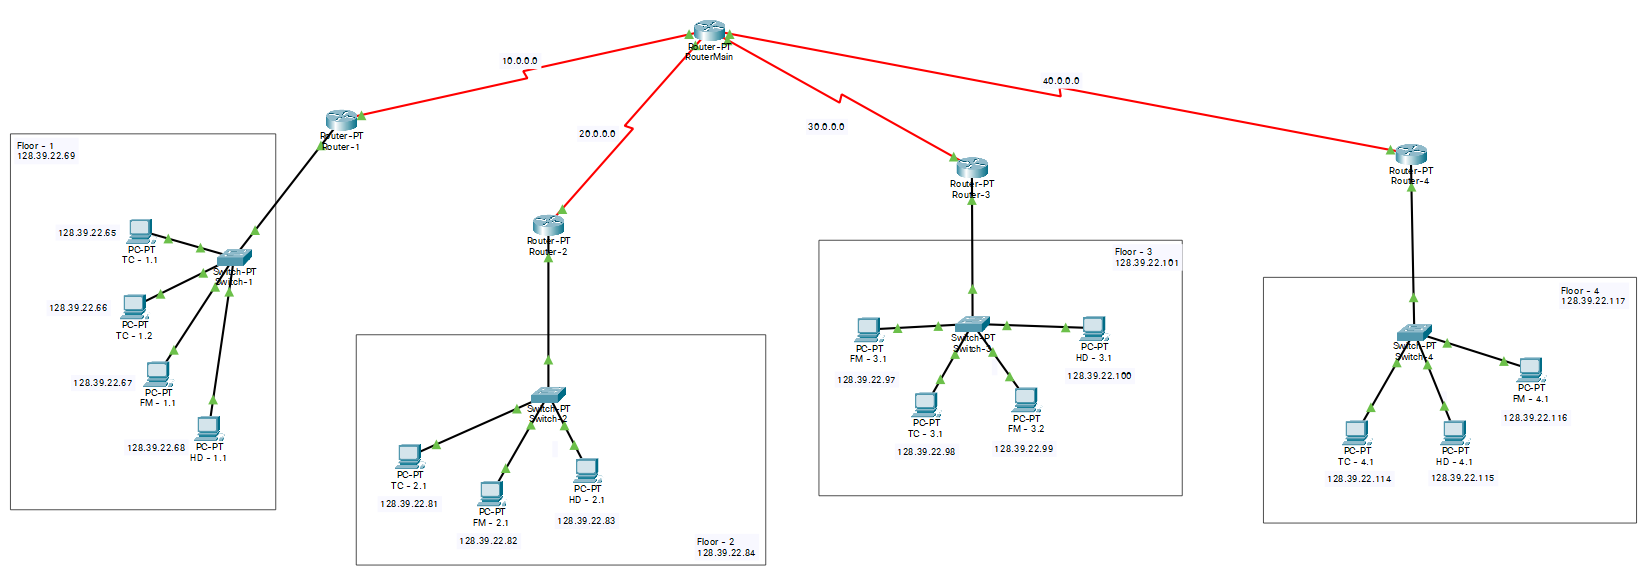 Router-PT
RouterMain
10.0.0.0
40.0.0.0
20.0.0.0
30.0.0.0
Router-PT
Router-1
Router-PT
Router-2
Router-PT
Router-3
Router-PT
Router-4
Floor - 1
128.39.22.69
128.39.22.65
PC-PT
TC - 1.1
Switch-PT
Switch-1
128.39.22.66
PC-PT
TC - 1.2
128.39.22.67
PC-PT
FM - 1.1
128.39.22.68
PC-PT
HD - 1.1
Switch-PT
Switch-2
PC-PT
TC - 2.1
128.39.22.81
PC-PT
FM - 2.1
128.39.22.82
PC-PT
HD - 2.1
128.39.22.83
Floor - 2
128.39.22.84
Floor - 3
128.39.22.101
Switch-PT
Switch-3
PC-PT
FM - 3.1
128.39.22.97
PC-PT
TC - 3.1
128.39.22.98
PC-PT
FM - 3.2
128.39.22.99
PC-PT
HD - 3.1
128.39.22.100
Floor - 4
128.39.22.117
Switch-PT
Switch-4
PC-PT
TC - 4.1
128.39.22.114
PC-PT
HD - 4.1
128.39.22.115
PC-PT
FM - 4.1
128.39.22.116